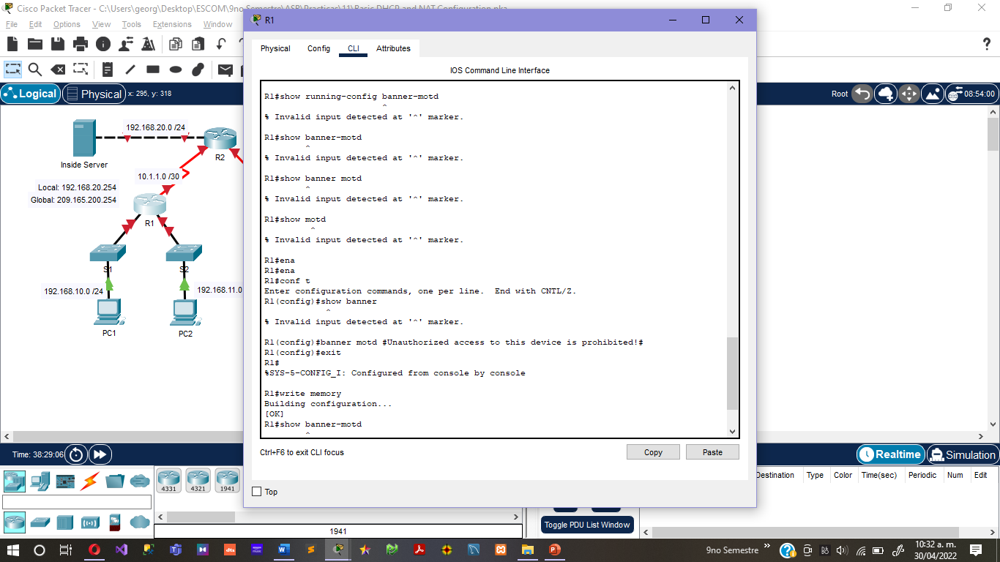 Cisco Packet Tracer - C:\Users\georg\Desktop\ESCOM\9no Semestre\ASR\Practicas\11\Basic DHCP and NAT Configuration.pka
File Edit Options View Tools Extensions Window
Logical Physical x: 295, y: 318
Root 08:54:00
192.168.20.0 /24
Inside Server
R2
10.1.1.0 /30
Local: 192.168.20.254
Global: 209.165.200.254
R1
S1
S2
192.168.10.0 /24
192.168.11.0
PC1
PC2
R1
Physical Config CLI Attributes
IOS Command Line Interface
R1#show running-config banner-motd
^
% Invalid input detected at '^' marker.
R1#show banner-motd
^
% Invalid input detected at '^' marker.
R1#show banner motd
^
% Invalid input detected at '^' marker.
R1#show motd
^
% Invalid input detected at '^' marker.
R1#ena
R1#ena
R1#conf t
Enter configuration commands, one per line.  End with CNTL/Z.
R1(config)#show banner
^
% Invalid input detected at '^' marker.
R1(config)#banner motd #Unauthorized access to this device is prohibited!#
R1(config)#exit
R1#
%SYS-5-CONFIG_I: Configured from console by console
R1#write memory
Building configuration...
[OK]
R1#show banner-motd
^
Ctrl+F6 to exit CLI focus
Copy Paste
Top
Time: 38:29:06
Realtime Simulation
4331 4321 1941
1941
Destination Type Color Time(sec) Periodic Num Edit
Toggle PDU List Window
9no Semestre
10:32 a. m.
30/04/2022